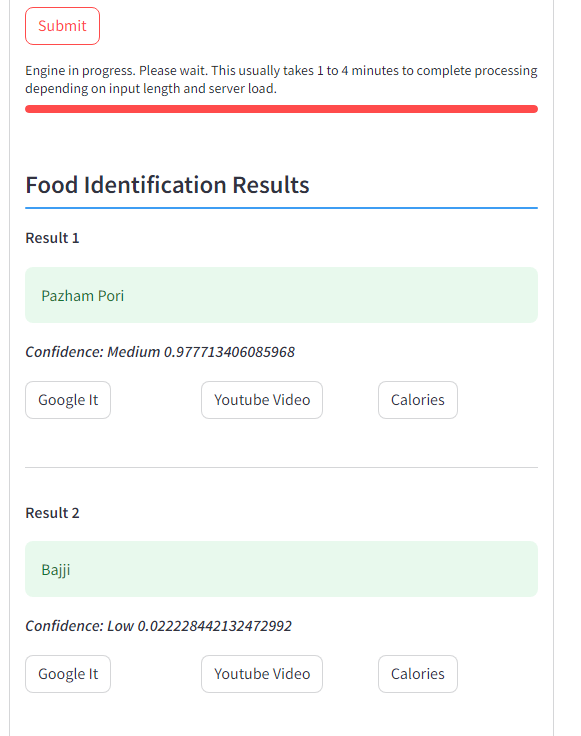 Submit
Engine in progress. Please wait. This usually takes 1 to 4 minutes to complete processing
depending on input length and server load.
Food Identification Results
Result 1
Pazham Pori
Confidence: Medium 0.977713406085968
Google It
Youtube Video
Calories
Result 2
Bajji
Confidence: Low 0.022228442132472992
Google It
Youtube Video
Calories